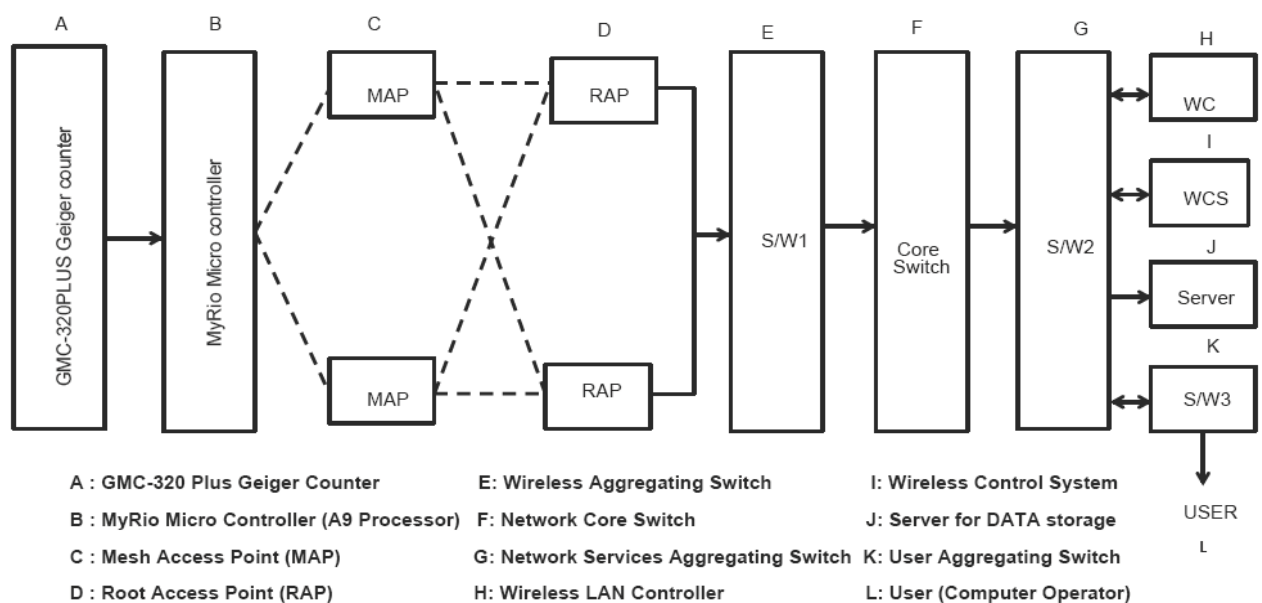 A
B
C
D
E
F
G
H
I
J
K
GMC-320PLUS Geiger counter
MyRio Micro controller
MAP
MAP
RAP
RAP
S/W1
Core
Switch
S/W2
WC
WCS
Server
S/W3
USER
L
A : GMC-320 Plus Geiger Counter
B : MyRio Micro Controller (A9 Processor)
C : Mesh Access Point (MAP)
D : Root Access Point (RAP)
E: Wireless Aggregating Switch
F: Network Core Switch
G: Network Services Aggregating Switch
H: Wireless LAN Controller
I: Wireless Control System
J: Server for DATA storage
K: User Aggregating Switch
L: User (Computer Operator)